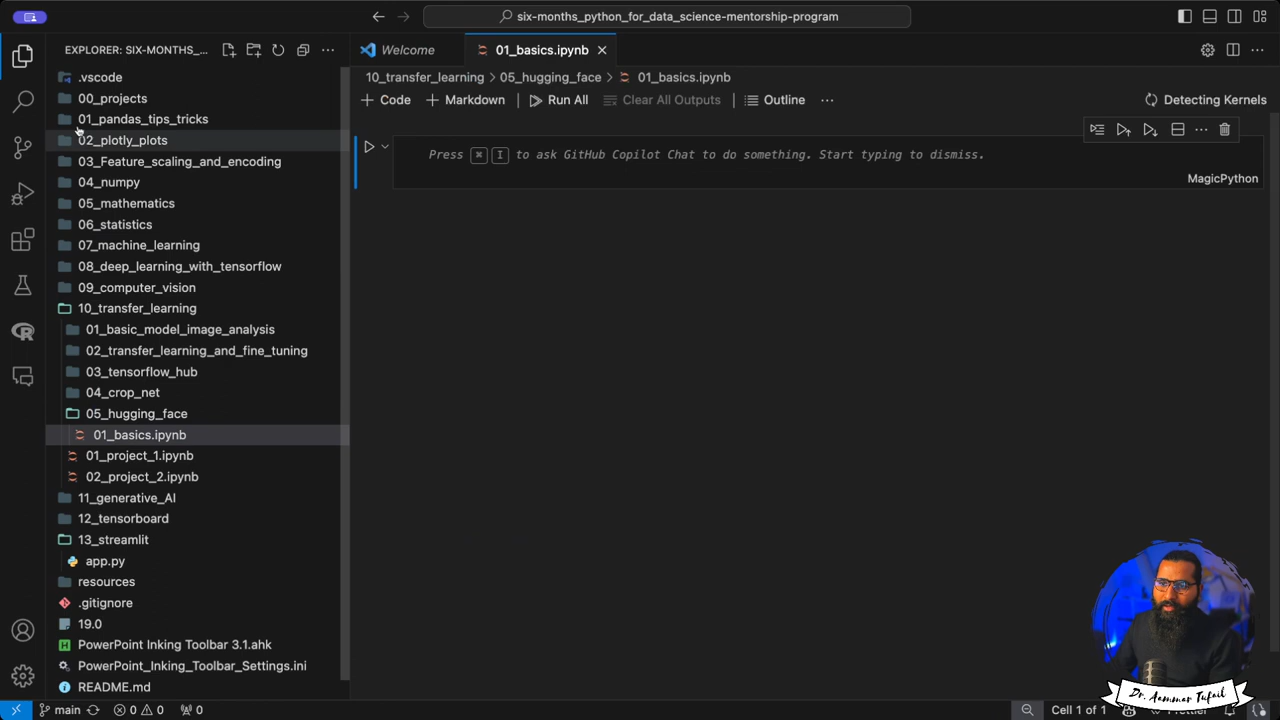 six-months_python_for_data_science-mentorship-program
EXPLORER: SIX-MONTHS_...
Welcome
01_basics.ipynb
10_transfer_learning
05_hugging_face
01_basics.ipynb
Code
Markdown
Run All
Clear All Outputs
Outline
Detecting Kernels
Press ⌘ I to ask GitHub Copilot Chat to do something. Start typing to dismiss.
MagicPython
.vscode
00_projects
01_pandas_tips_tricks
02_plotly_plots
03_Feature_scaling_and_encoding
04_numpy
05_mathematics
06_statistics
07_machine_learning
08_deep_learning_with_tensorflow
09_computer_vision
10_transfer_learning
01_basic_model_image_analysis
02_transfer_learning_and_fine_tuning
03_tensorflow_hub
04_crop_net
05_hugging_face
01_basics.ipynb
01_project_1.ipynb
02_project_2.ipynb
11_generative_AI
12_tensorboard
13_streamlit
app.py
resources
.gitignore
19.0
PowerPoint Inking Toolbar 3.1.ahk
PowerPoint_Inking_Toolbar_Settings.ini
README.md
Dr. Aammar Tufail
main
0
0
0
Cell 1 of 1